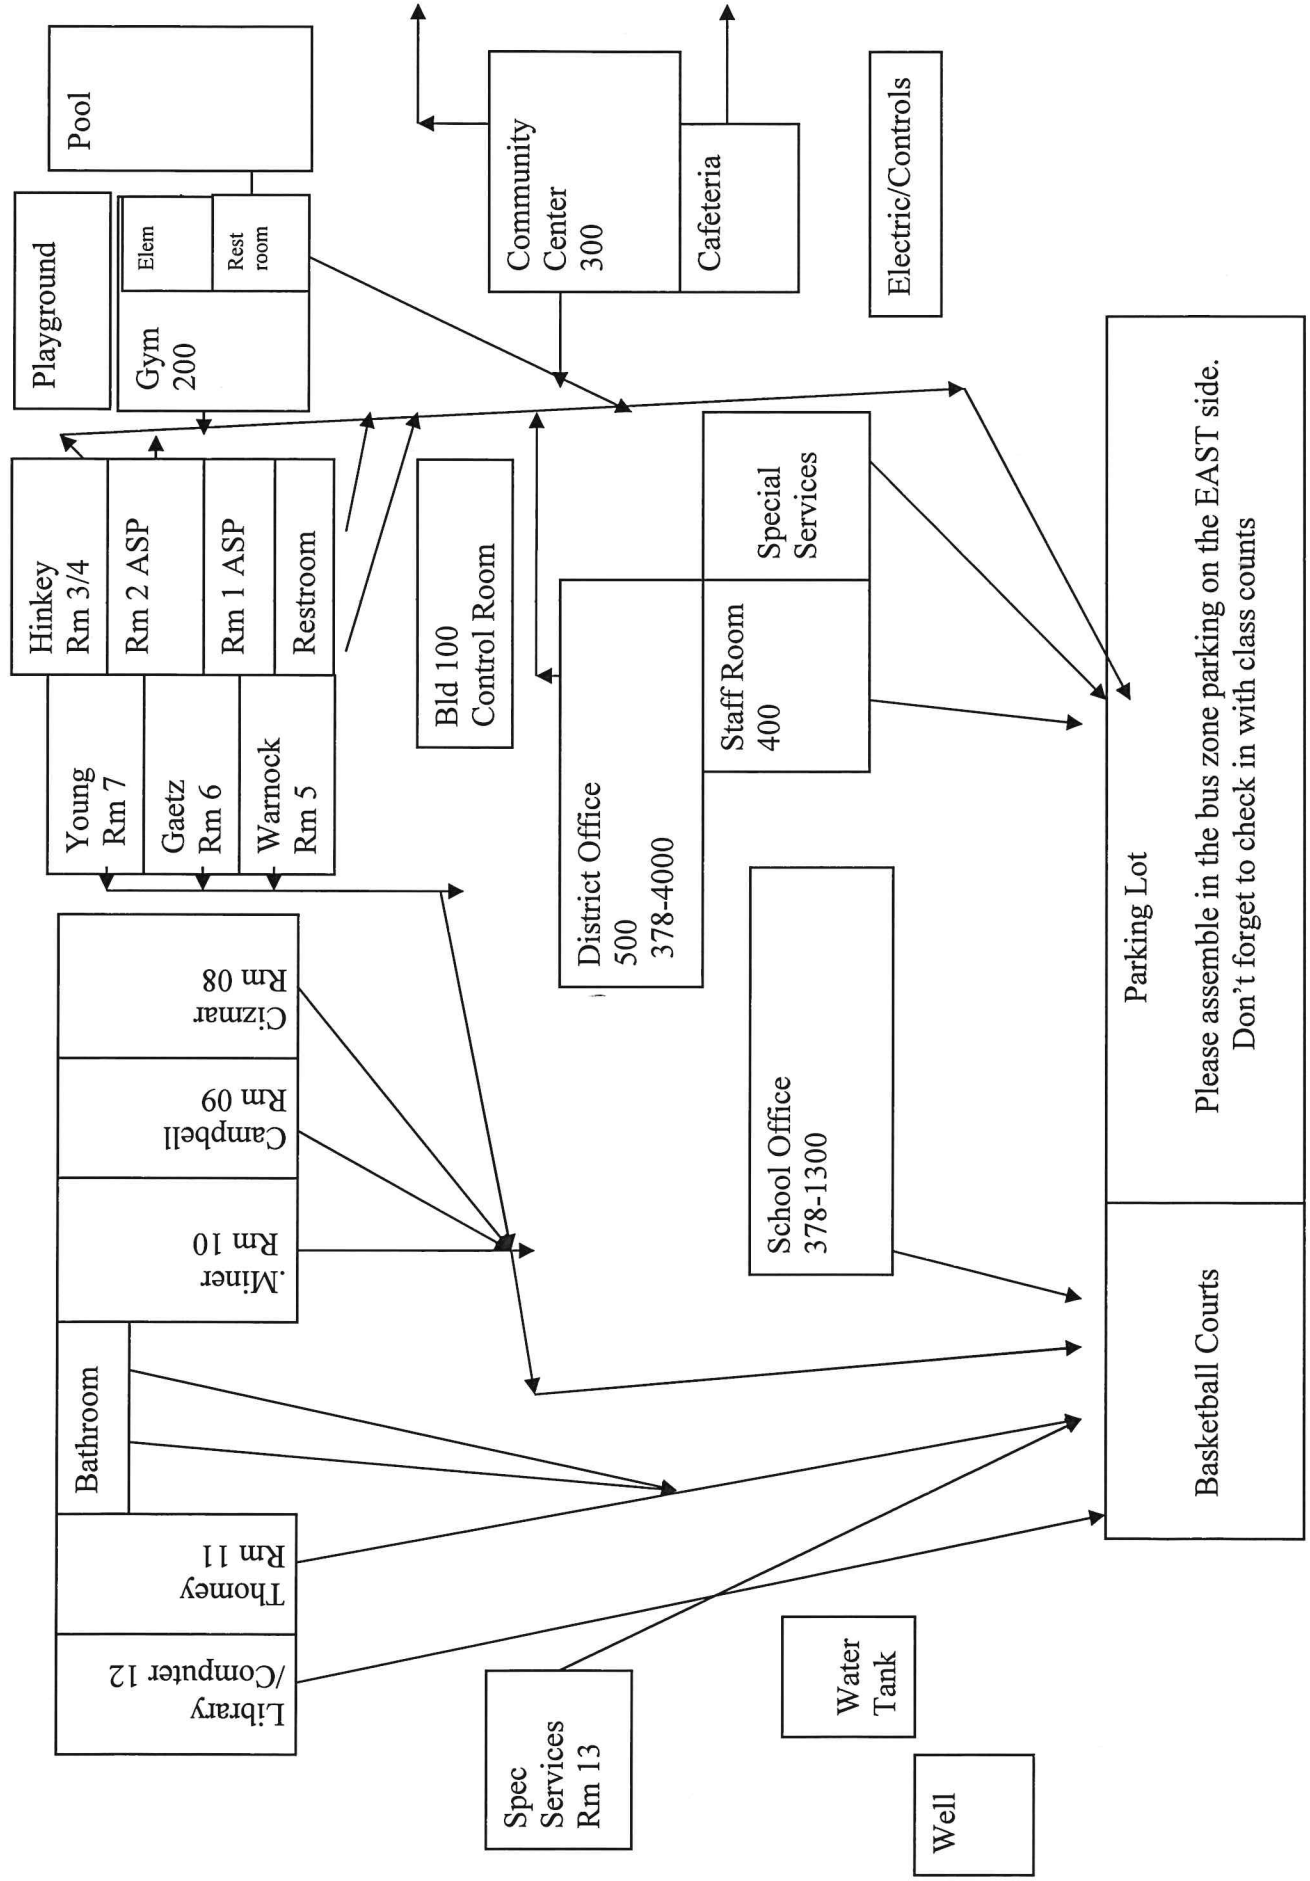 Library
/Computer 12
Thomey
Rm 11
Bathroom
.Miner
Rm 10
Campbell
Rm 09
Cizmar
Rm 08
Young
Rm 7
Gaetz
Rm 6
Warnock
Rm 5
Hinkey
Rm 3/4
Rm 2 ASP
Rm 1 ASP
Restroom
Playground
Gym
200
Elem
Rest
room
Pool
Bld 100
Control Room
Community
Center
300
Cafeteria
Electric/Controls
District Office
500
378-4000
Staff Room
400
Special
Services
School Office
378-1300
Spec
Services
Rm 13
Water
Tank
Well
Basketball Courts
Parking Lot
Please assemble in the bus zone parking on the EAST side.
Don't forget to check in with class counts